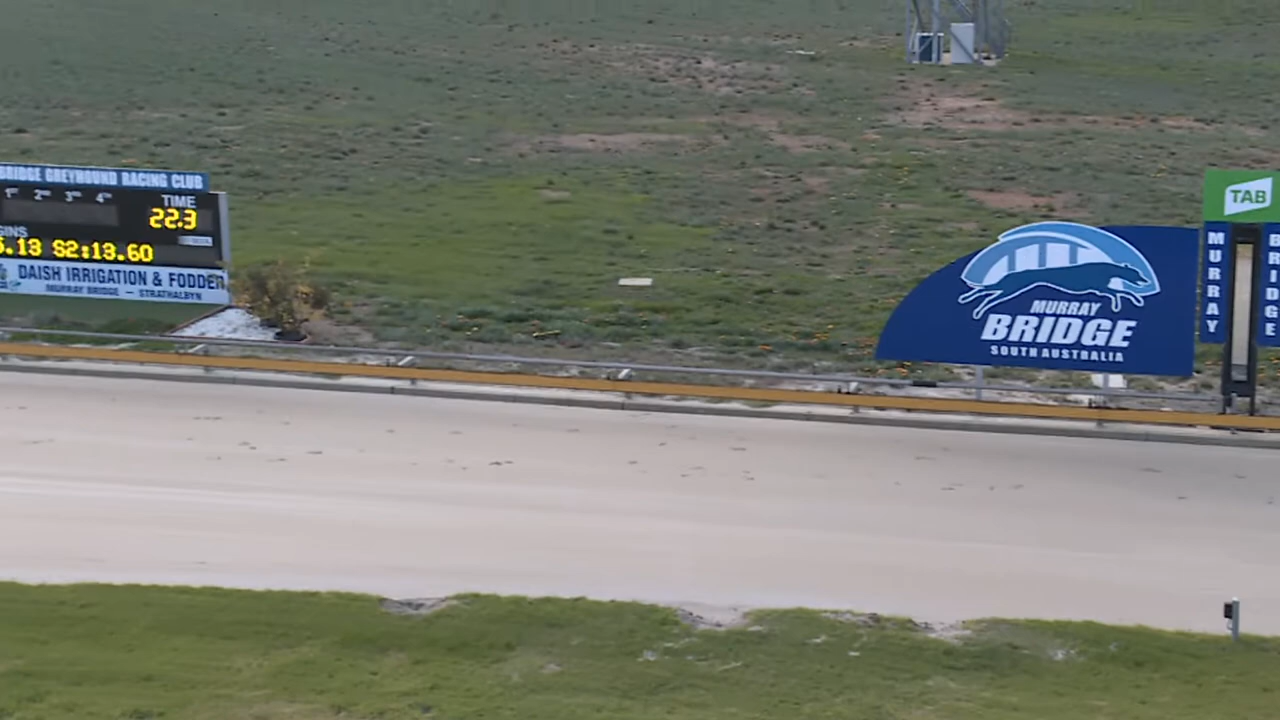 BRIDGE GREYHOUND RACING CLUB
1ST 2ND 3RD 4TH TIME
22.3
GINS
5.13 S2:13.60
DAISH IRRIGATION & FODDER
MURRAY BRIDGE — STRATHALBYN
MURRAY
BRIDGE
SOUTH AUSTRALIA
TAB
MURRAY
BRIDGE